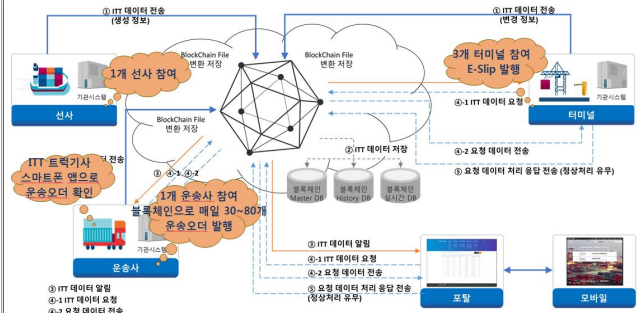 ① ITT 데이터 전송
(생성 정보)
① ITT 데이터 전송
(변경 정보)
BlockChain File
변환 저장
BlockChain File
변환 저장
1개 선사 참여
3개 터미널 참여
E-Slip 발행
기관시스템
선사
기관시스템
터미널
BlockChain File
변환 저장
④-1 ITT 데이터 요청
④-2 요청 데이터 전송
② ITT 데이터 저장
⑤ 요청 데이터 처리 응답 전송 (정상처리 유무)
ITT 트럭기사
스마트폰 앱으로
운송오더 확인
전송
③ ④-1 ④-2
블록체인
Master DB
블록체인
History DB
블록체인
실시간 DB
1개 운송사 참여
블록체인으로 매일 30~80개
운송오더 발행
기관시스템
운송사
③ ITT 데이터 알림
④-1 ITT 데이터 요청
④-2 요청 데이터 전송
⑤ 요청 데이터 처리 응답 전송
(정상처리 유무)
포탈
모바일
③ ITT 데이터 알림
④-1 ITT 데이터 요청
④-2 요청 데이터 전송